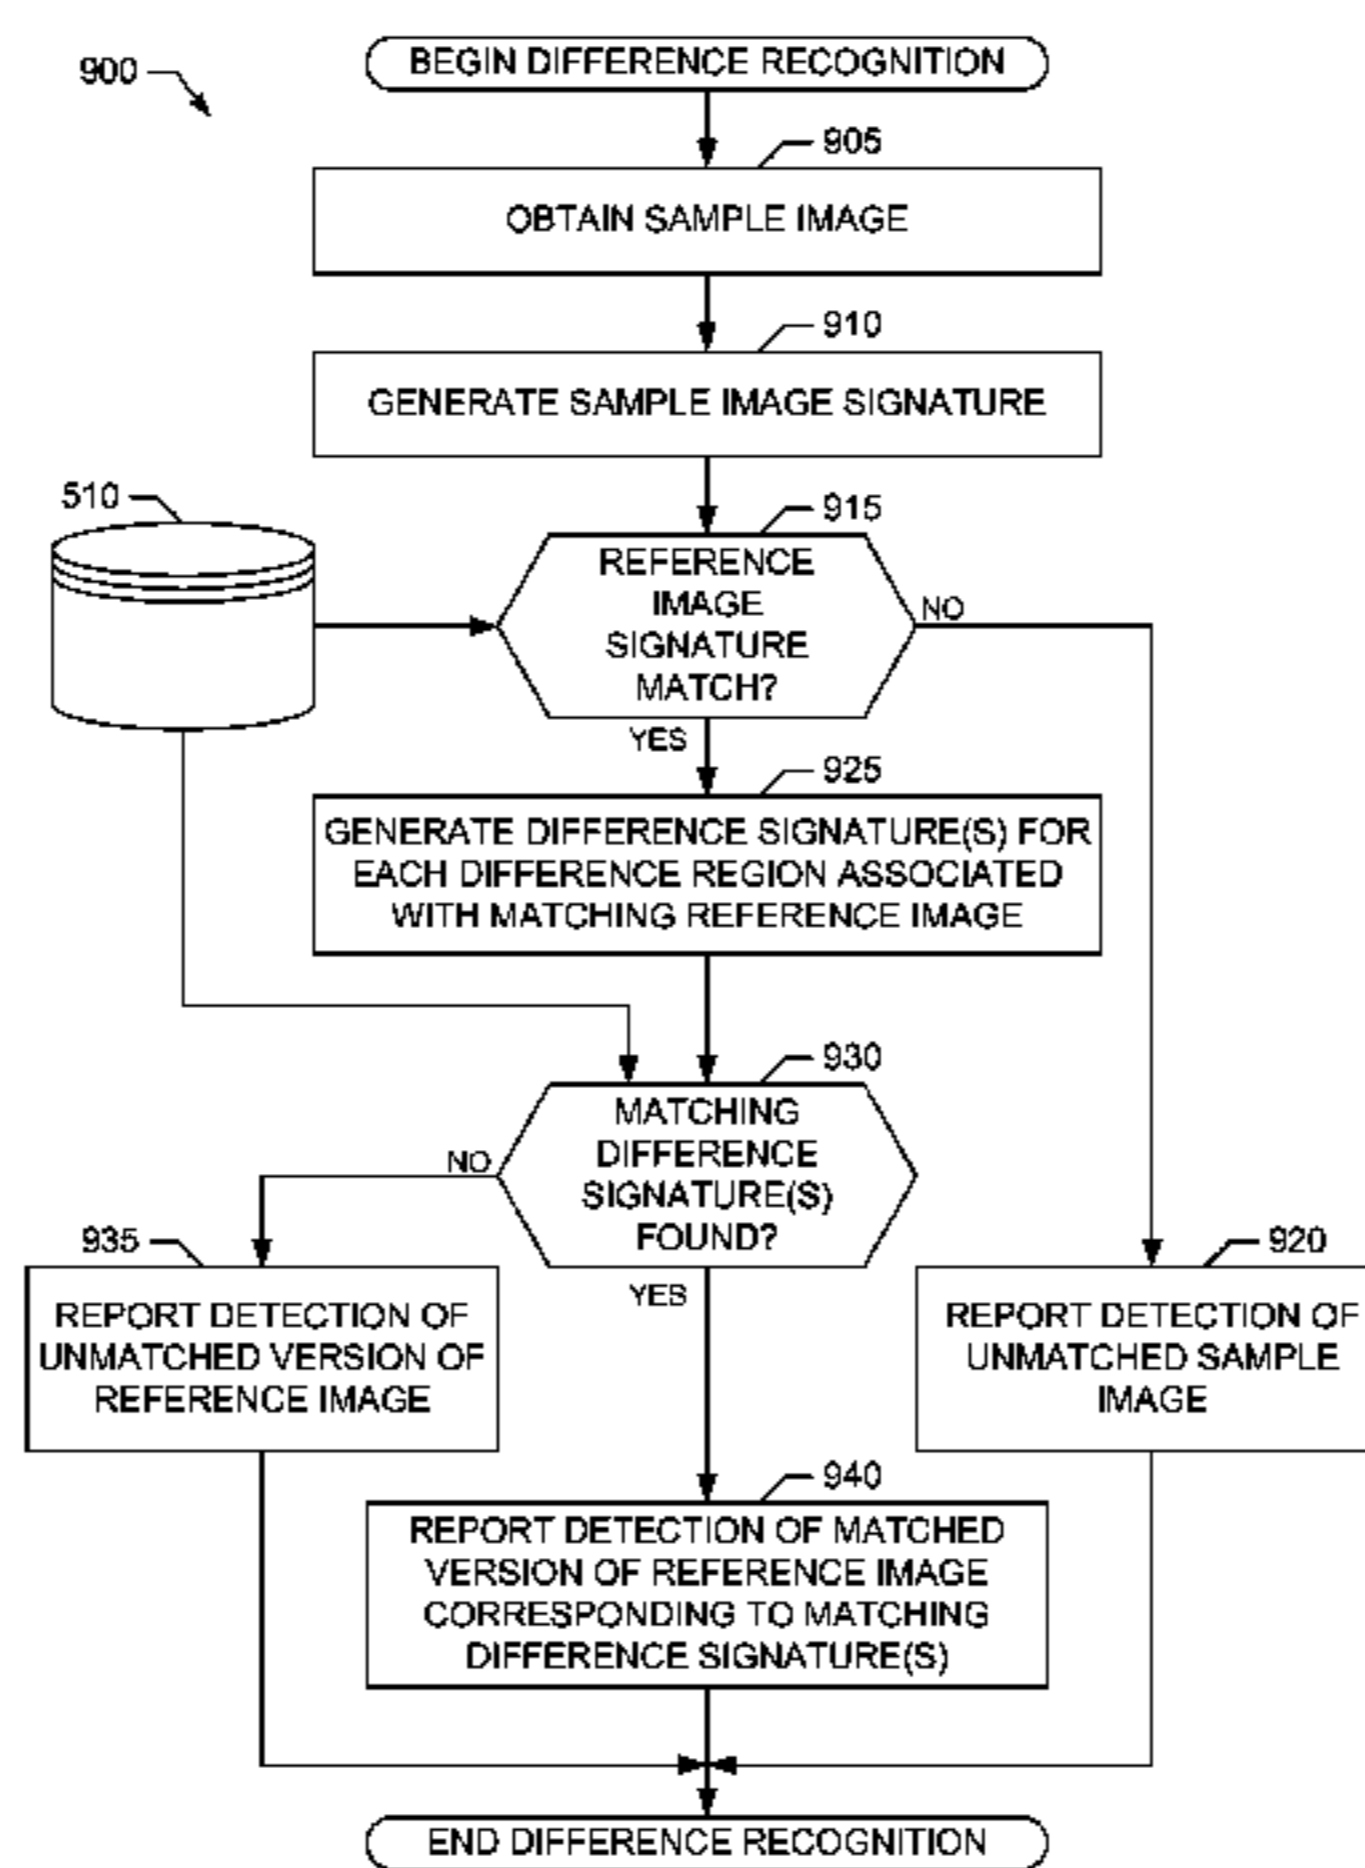 900
BEGIN DIFFERENCE RECOGNITION
905
OBTAIN SAMPLE IMAGE
910
GENERATE SAMPLE IMAGE SIGNATURE
510
915
REFERENCE
IMAGE
SIGNATURE
MATCH?
NO
YES
925
GENERATE DIFFERENCE SIGNATURE(S) FOR
EACH DIFFERENCE REGION ASSOCIATED
WITH MATCHING REFERENCE IMAGE
930
MATCHING
DIFFERENCE
SIGNATURE(S)
FOUND?
NO
YES
935
REPORT DETECTION OF
UNMATCHED VERSION OF
REFERENCE IMAGE
920
REPORT DETECTION OF
UNMATCHED SAMPLE
IMAGE
940
REPORT DETECTION OF MATCHED
VERSION OF REFERENCE IMAGE
CORRESPONDING TO MATCHING
DIFFERENCE SIGNATURE(S)
END DIFFERENCE RECOGNITION